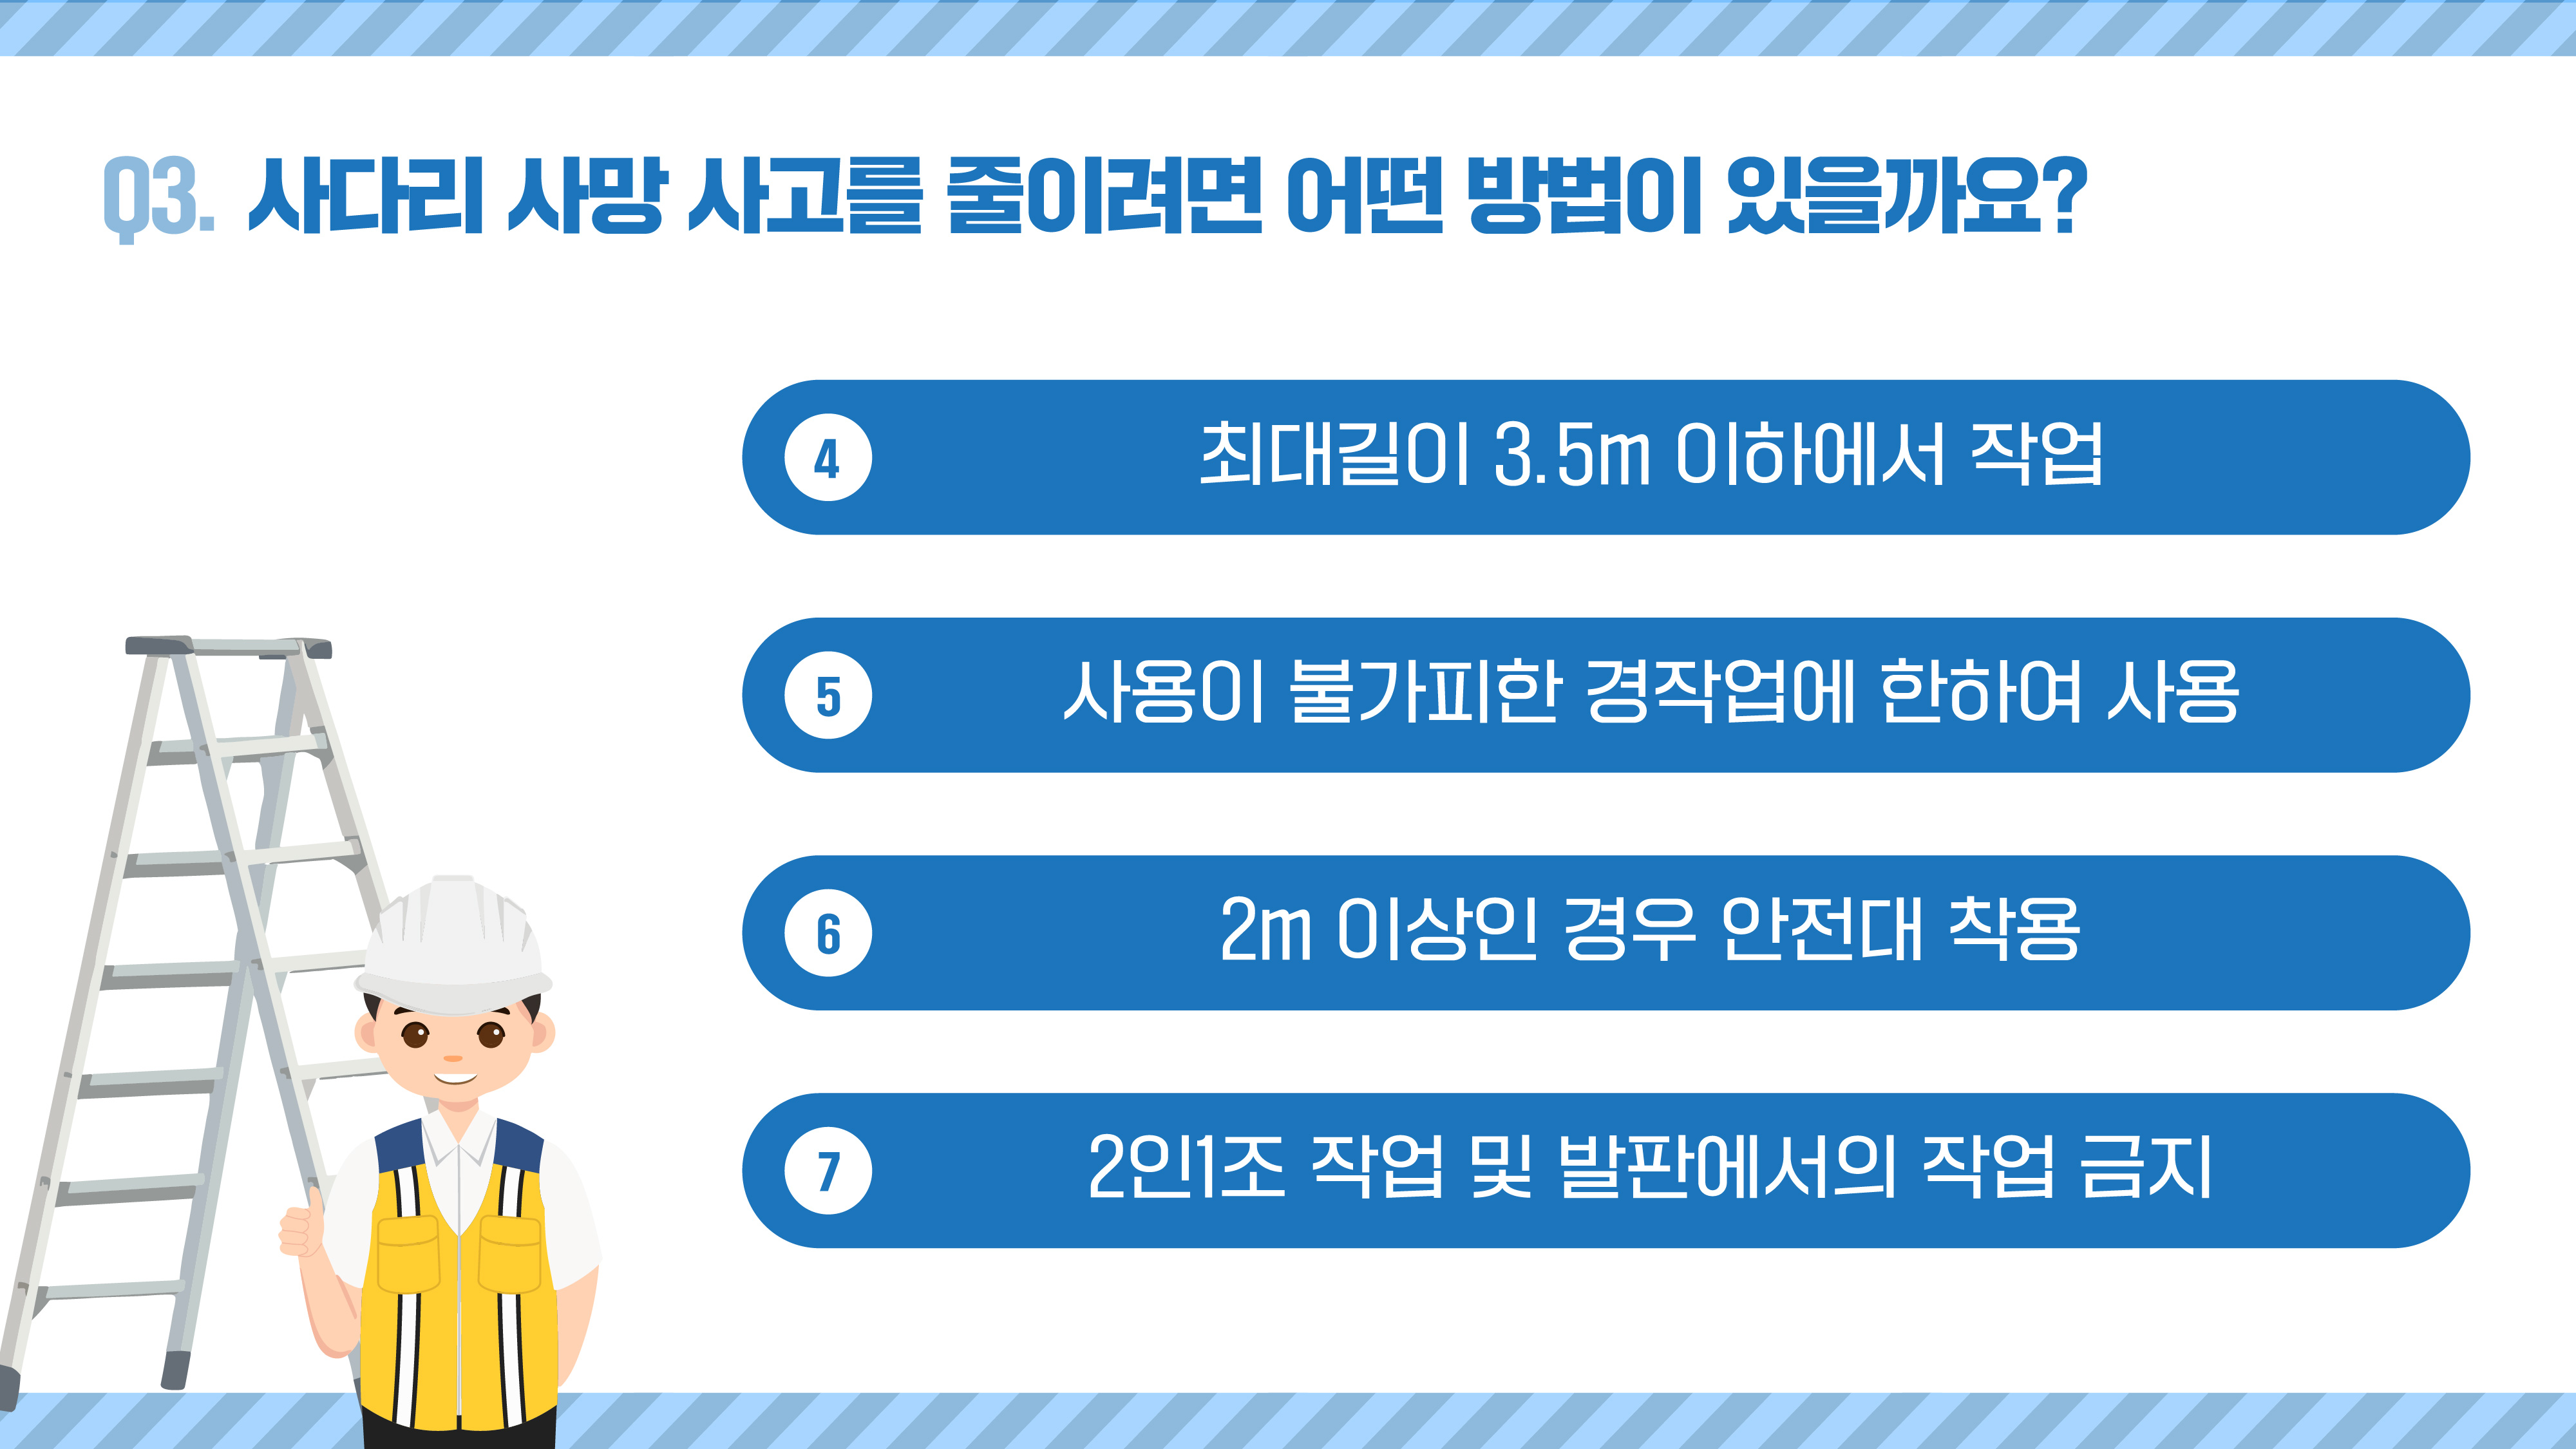 Q3. 사다리 사망 사고를 줄이려면 어떤 방법이 있을까요?
4 최대길이 3.5m 이하에서 작업
5 사용이 불가피한 경작업에 한하여 사용
6 2m 이상인 경우 안전대 착용
7 2인1조 작업 및 발판에서의 작업 금지